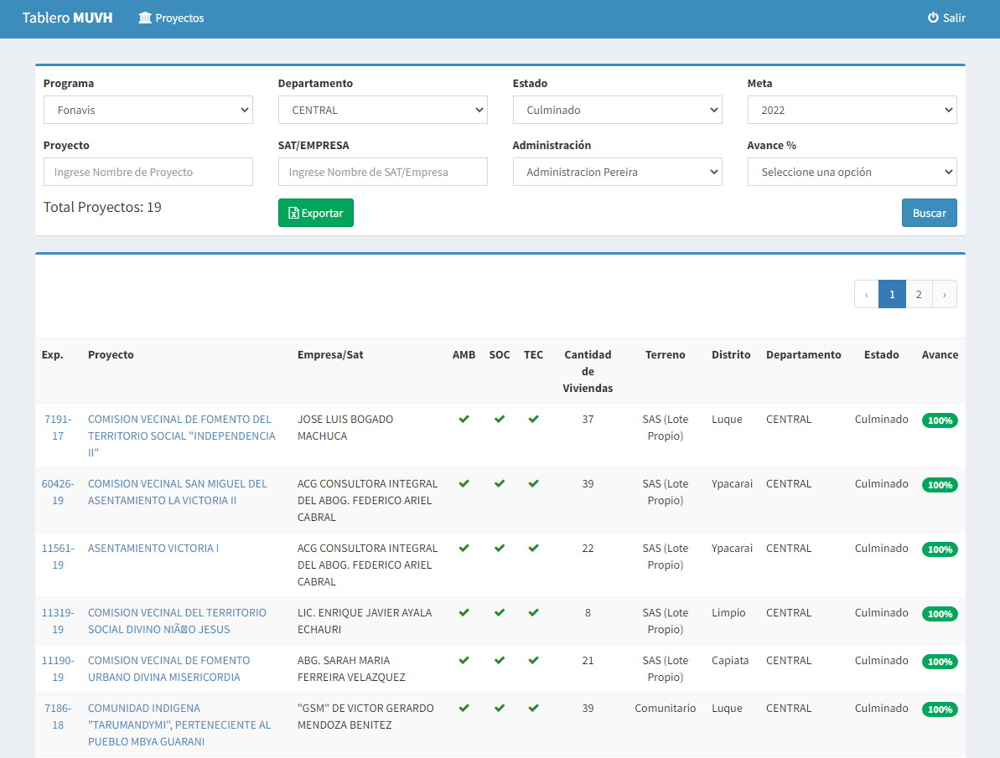 Tablero MUVH Proyectos Salir
Programa Departamento Estado Meta
Fonavis CENTRAL Culminado 2022
Proyecto SAT/EMPRESA Administración Avance %
Ingrese Nombre de Proyecto Ingrese Nombre de SAT/Empresa Administracion Pereira Seleccione una opción
Total Proyectos: 19 Exportar Buscar
‹ 1 2 ›
Exp. Proyecto Empresa/Sat AMB SOC TEC Cantidad Terreno Distrito Departamento Estado Avance
de
Viviendas
7191- COMISION VECINAL DE FOMENTO DEL JOSE LUIS BOGADO 37 SAS (Lote Luque CENTRAL Culminado 100%
17 TERRITORIO SOCIAL "INDEPENDENCIA MACHUCA Propio)
II"
60426- COMISION VECINAL SAN MIGUEL DEL ACG CONSULTORA INTEGRAL 39 SAS (Lote Ypacarai CENTRAL Culminado 100%
19 ASENTAMIENTO LA VICTORIA II DEL ABOG. FEDERICO ARIEL Propio)
CABRAL
11561- ASENTAMIENTO VICTORIA I ACG CONSULTORA INTEGRAL 22 SAS (Lote Ypacarai CENTRAL Culminado 100%
19 DEL ABOG. FEDERICO ARIEL Propio)
CABRAL
11319- COMISION VECINAL DEL TERRITORIO LIC. ENRIQUE JAVIER AYALA 8 SAS (Lote Limpio CENTRAL Culminado 100%
19 SOCIAL DIVINO JESUS ECHAURI Propio)
11190- COMISION VECINAL DE FOMENTO ABG. SARAH MARIA 21 SAS (Lote Capiata CENTRAL Culminado 100%
19 URBANO DIVINA MISERICORDIA FERREIRA VELAZQUEZ Propio)
7186- COMUNIDAD INDIGENA "GSM" DE VICTOR GERARDO 39 Comunitario Luque CENTRAL Culminado 100%
18 "TARUMANDYMI", PERTENECIENTE AL MENDOZA BENITEZ
PUEBLO MBYA GUARANI